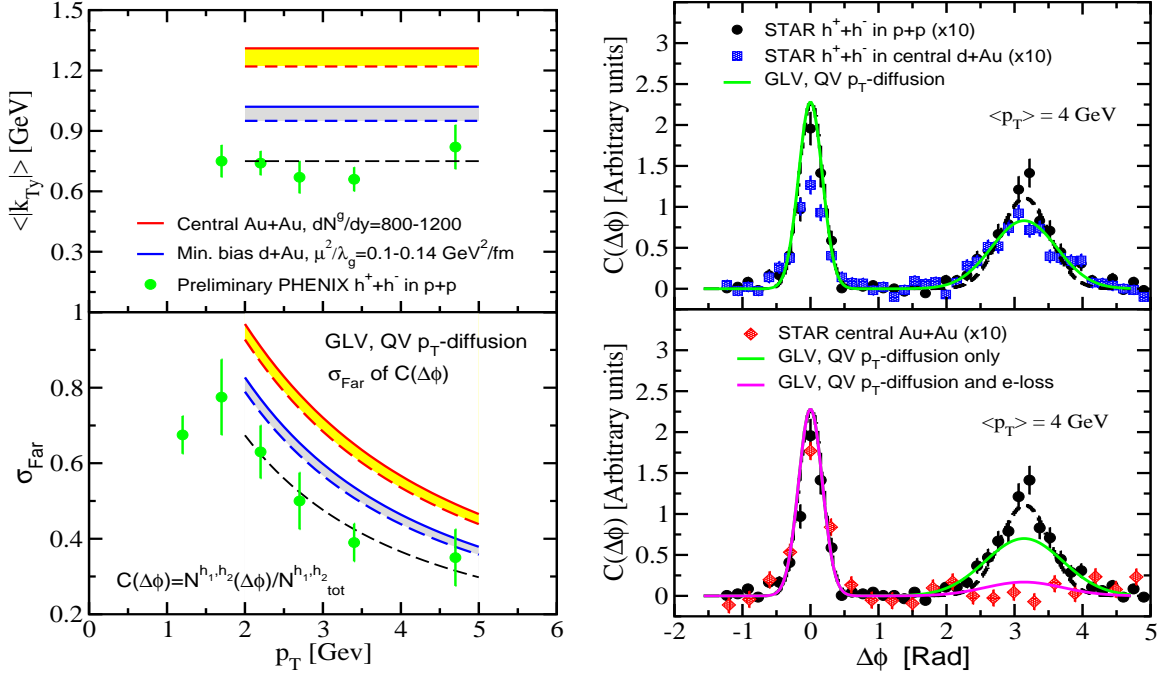 1.5
1.2
0.9
0.6
0.3
<|k_Ty|> [GeV]
Central Au+Au, dN^g/dy=800-1200
Min. bias d+Au, μ²/λ_g=0.1-0.14 GeV²/fm
Preliminary PHENIX h⁺+h⁻ in p+p
1
0.8
0.6
0.4
0.2
σ_Far
GLV, QV p_T-diffusion
σ_Far of C(Δϕ)
C(Δϕ)=N^{h₁,h₂}(Δϕ)/N^{h₁,h₂}_tot
0 1 2 3 4 5 6
p_T [Gev]
3
2.5
2
1.5
1
0.5
0
C(Δϕ) [Arbitrary units]
STAR h⁺+h⁻ in p+p (x10)
STAR h⁺+h⁻ in central d+Au (x10)
GLV, QV p_T-diffusion
<p_T> = 4 GeV
3
2.5
2
1.5
1
0.5
0
C(Δϕ) [Arbitrary units]
STAR central Au+Au (x10)
GLV, QV p_T-diffusion only
GLV, QV p_T-diffusion and e-loss
<p_T> = 4 GeV
-2 -1 0 1 2 3 4 5
Δϕ [Rad]